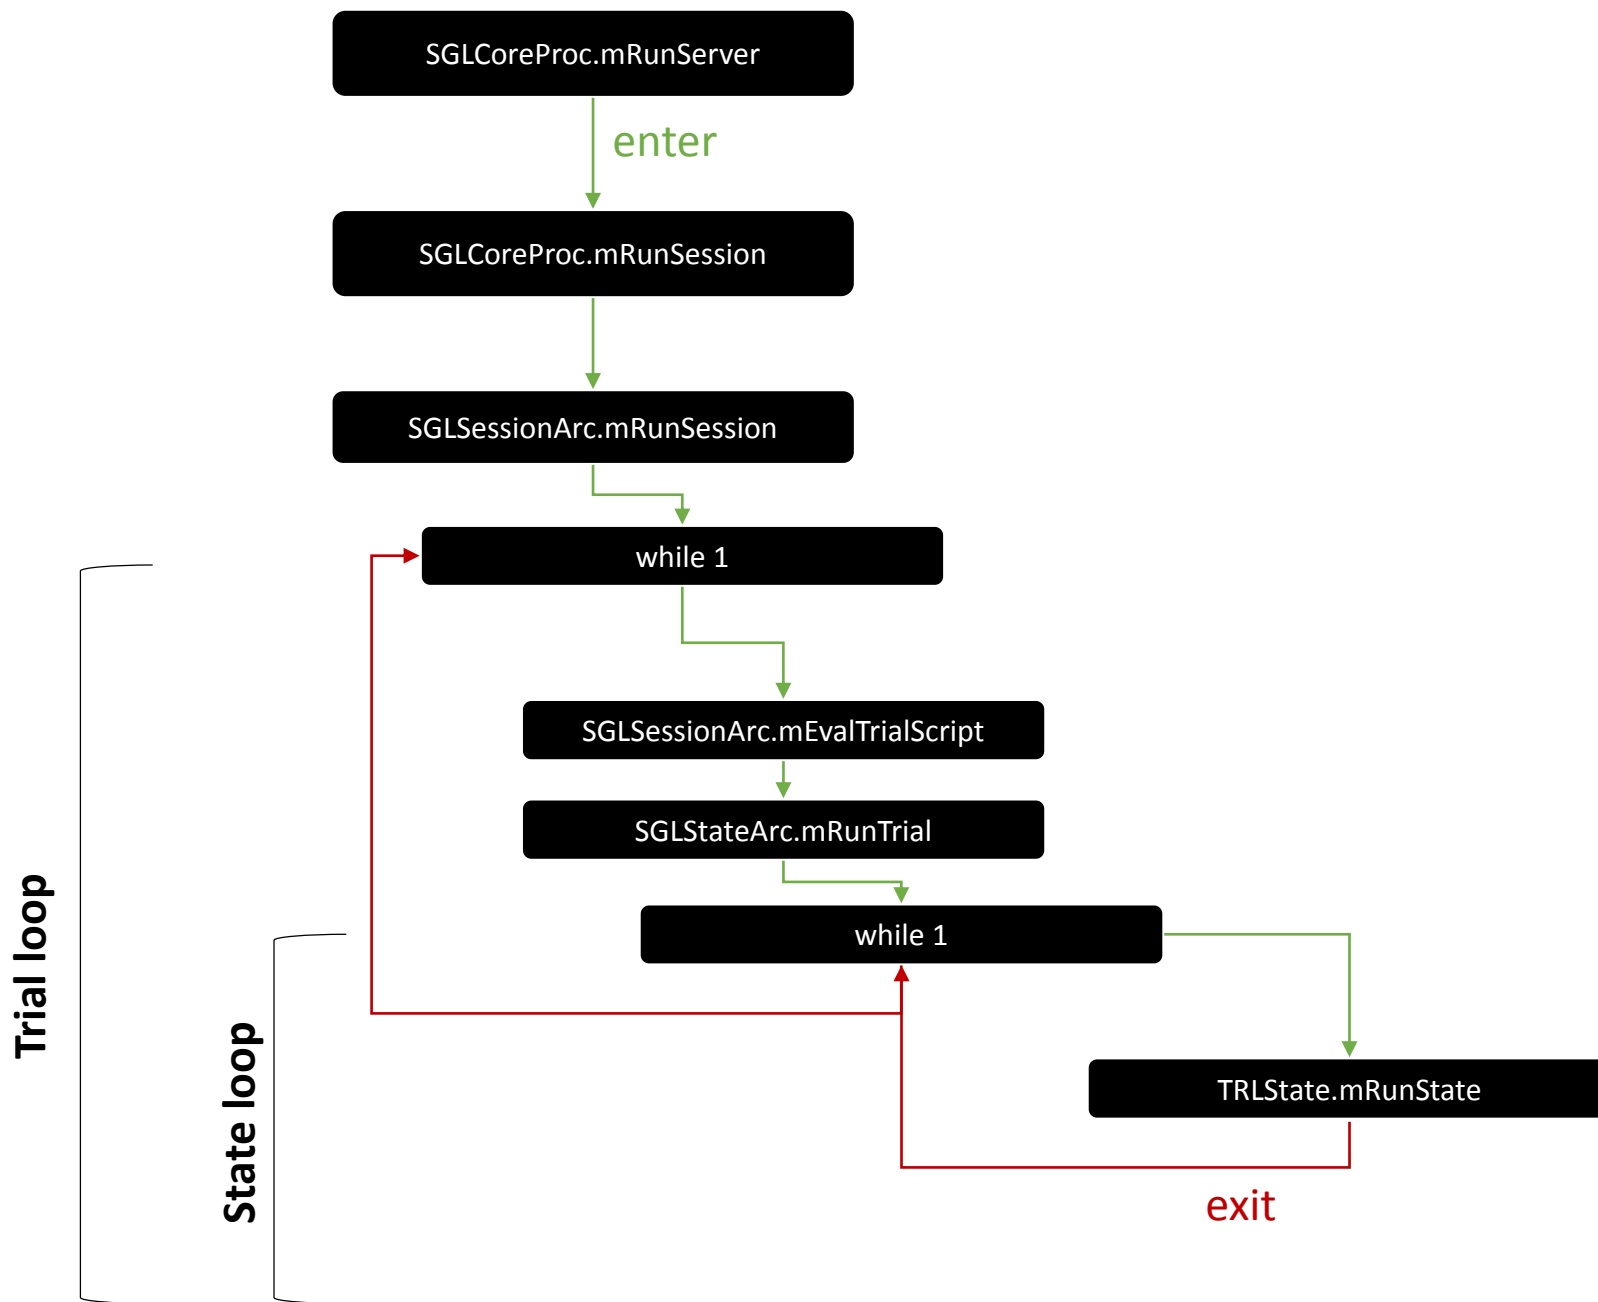 SGLCoreProc.mRunServer
enter
SGLCoreProc.mRunSession
SGLSessionArc.mRunSession
while 1
SGLSessionArc.mEvalTrialScript
SGLStateArc.mRunTrial
while 1
Trial loop
State loop
TRLState.mRunState
exit